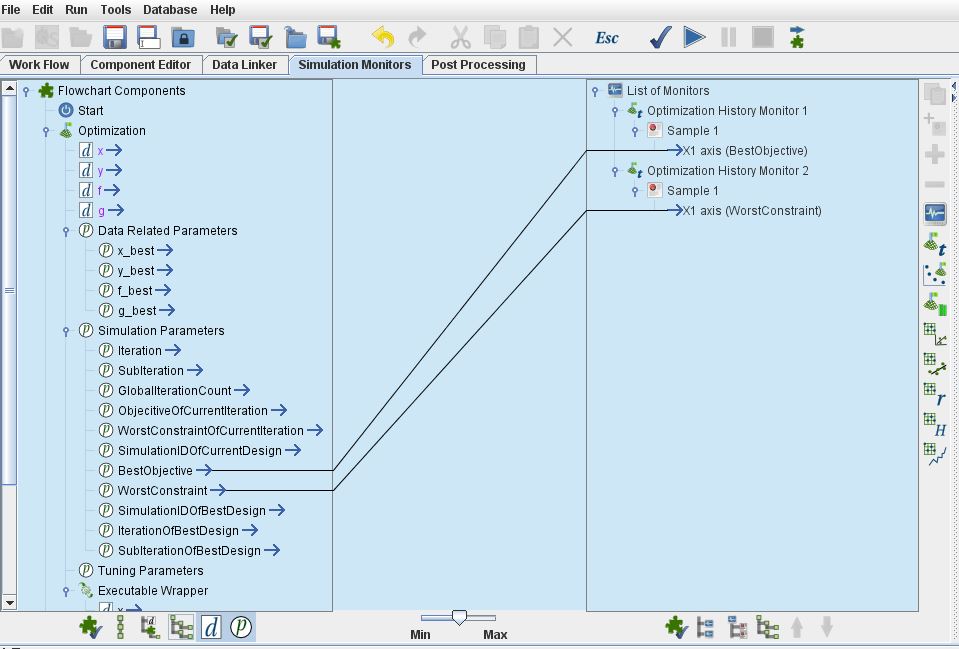 File Edit Run Tools Database Help
Esc
Work Flow Component Editor Data Linker Simulation Monitors Post Processing
Flowchart Components
Start
Optimization
d x
d y
d f
d g
p Data Related Parameters
p x_best
p y_best
p f_best
p g_best
p Simulation Parameters
p Iteration
p SubIteration
p GlobalIterationCount
p ObjecitiveOfCurrentIteration
p WorstConstraintOfCurrentIteration
p SimulationIDOfCurrentDesign
p BestObjective
p WorstConstraint
p SimulationIDOfBestDesign
p IterationOfBestDesign
p SubIterationOfBestDesign
p Tuning Parameters
Executable Wrapper
d x
List of Monitors
t Optimization History Monitor 1
Sample 1
X1 axis (BestObjective)
t Optimization History Monitor 2
Sample 1
X1 axis (WorstConstraint)
t
r
H
d d p
Min Max